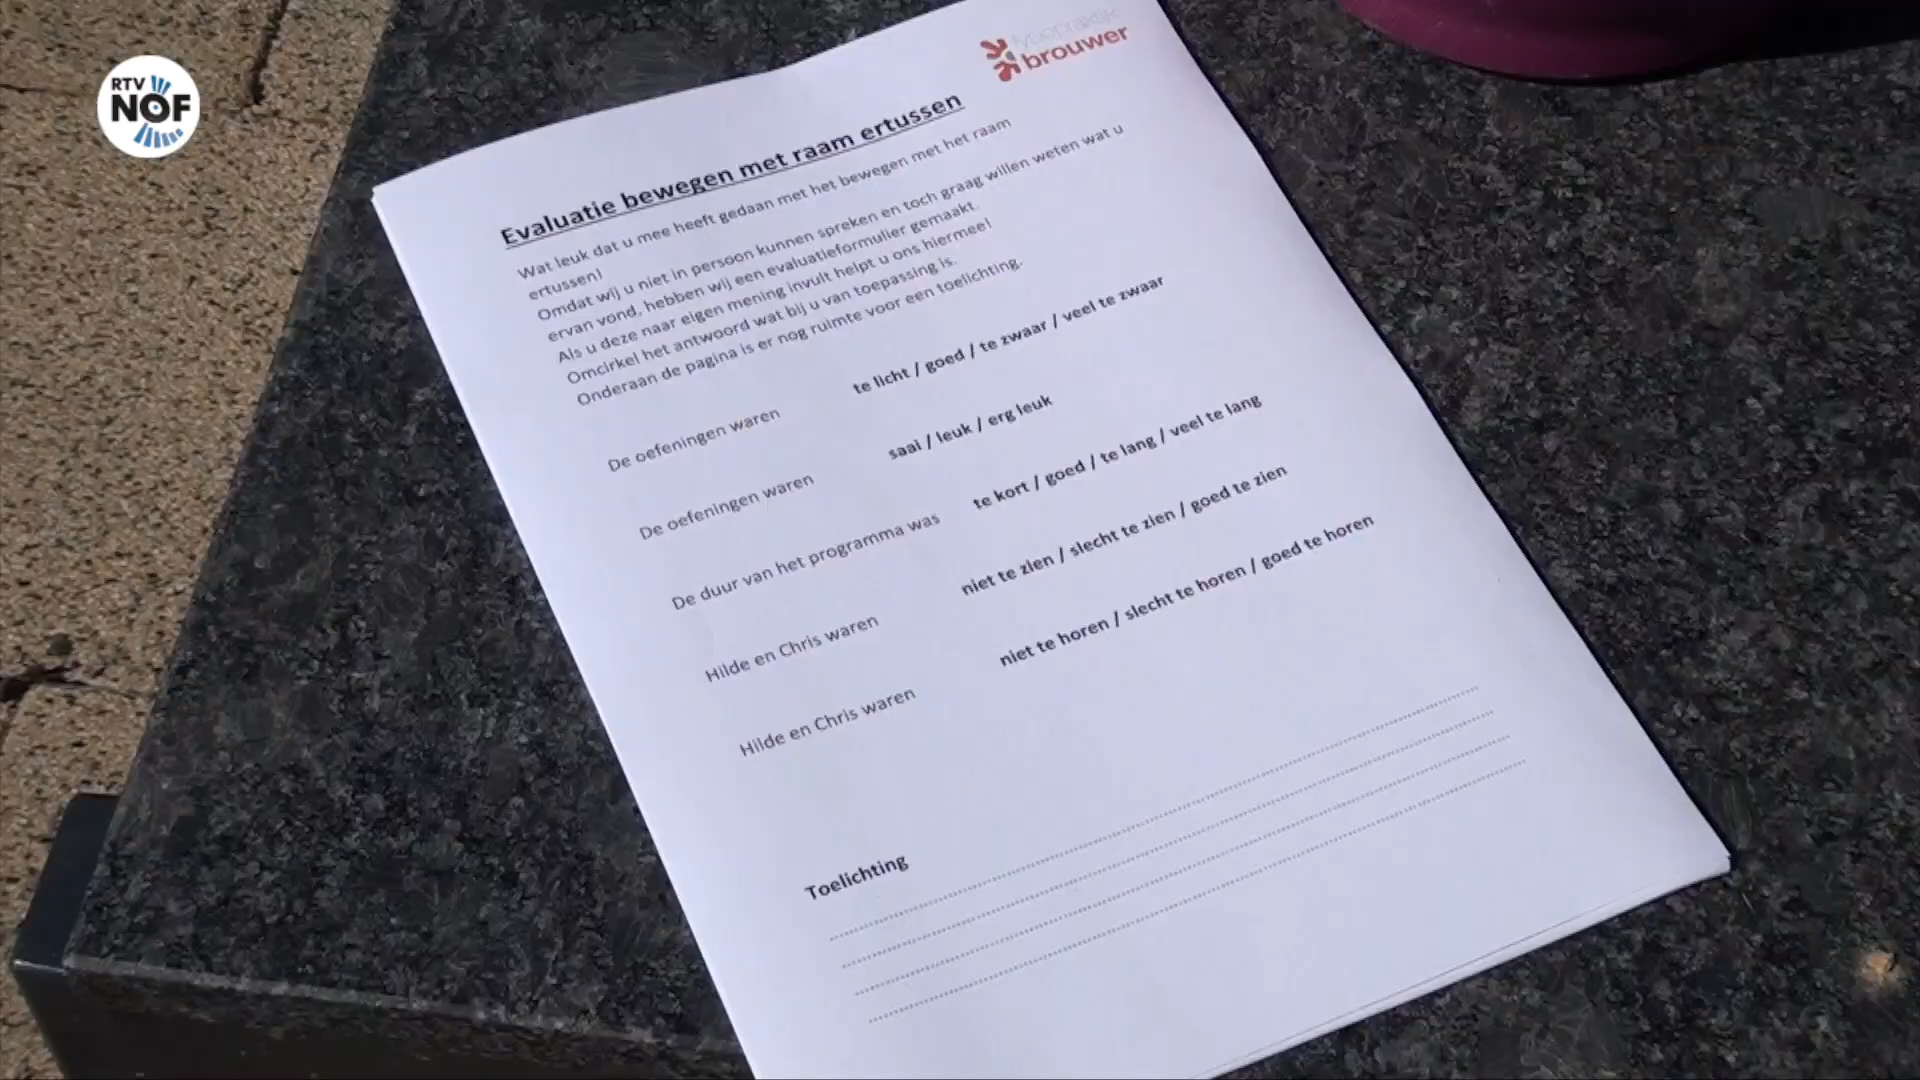 RTV
NOF
fysiopraktijk
brouwer
Evaluatie bewegen met raam ertussen
Wat leuk dat u mee heeft gedaan met het bewegen met het raam
ertussen!
Omdat wij u niet in persoon kunnen spreken en toch graag willen weten wat u
ervan vond, hebben wij een evaluatieformulier gemaakt.
Als u deze naar eigen mening invult helpt u ons hiermee!
Omcirkel het antwoord wat bij u van toepassing is.
Onderaan de pagina is er nog ruimte voor een toelichting.
De oefeningen waren te licht / goed / te zwaar / veel te zwaar
De oefeningen waren saai / leuk / erg leuk
De duur van het programma was te kort / goed / te lang / veel te lang
Hilde en Chris waren niet te zien / slecht te zien / goed te zien
Hilde en Chris waren niet te horen / slecht te horen / goed te horen
Toelichting